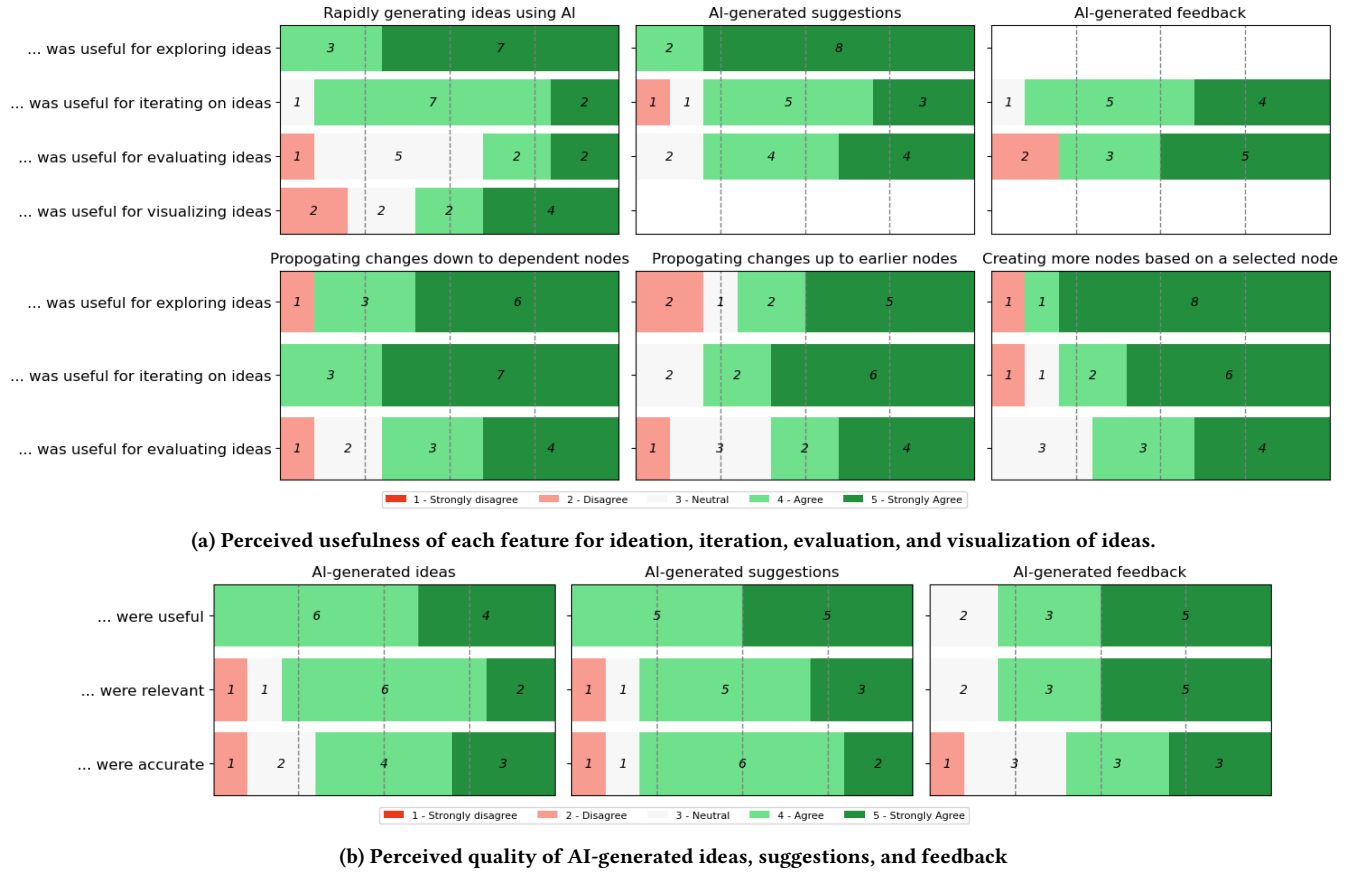 Rapidly generating ideas using AI
AI-generated suggestions
AI-generated feedback
... was useful for exploring ideas
3 7
2 8
... was useful for iterating on ideas
1 7 2
1 1 5 3
1 5 4
... was useful for evaluating ideas
1 5 2 2
2 4 4
2 3 5
... was useful for visualizing ideas
2 2 2 4
Propogating changes down to dependent nodes
Propogating changes up to earlier nodes
Creating more nodes based on a selected node
... was useful for exploring ideas
1 3 6
2 1 2 5
1 1 8
... was useful for iterating on ideas
3 7
2 2 6
1 1 2 6
... was useful for evaluating ideas
1 2 3 4
1 3 2 4
3 3 4
1 - Strongly disagree 2 - Disagree 3 - Neutral 4 - Agree 5 - Strongly Agree
(a) Perceived usefulness of each feature for ideation, iteration, evaluation, and visualization of ideas.
AI-generated ideas
AI-generated suggestions
AI-generated feedback
... were useful
6 4
5 5
2 3 5
... were relevant
1 1 6 2
1 1 5 3
2 3 5
... were accurate
1 2 4 3
1 1 6 2
1 3 3 3
1 - Strongly disagree 2 - Disagree 3 - Neutral 4 - Agree 5 - Strongly Agree
(b) Perceived quality of AI-generated ideas, suggestions, and feedback